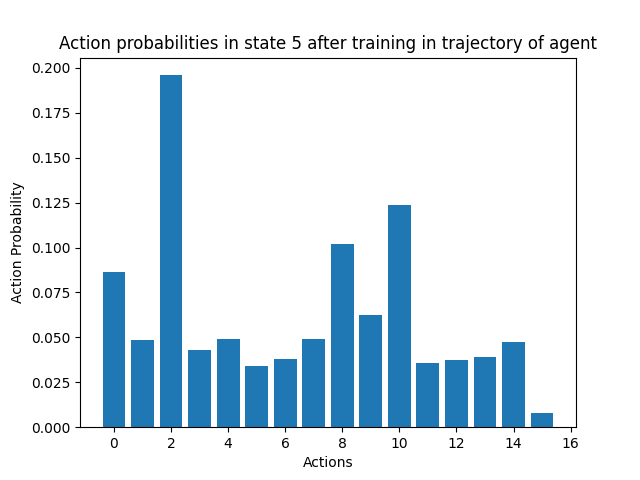 Action probabilities in state 5 after training in trajectory of agent
0.200
0.175
0.150
0.125
0.100
0.075
0.050
0.025
0.000
Action Probability
0 2 4 6 8 10 12 14 16
Actions